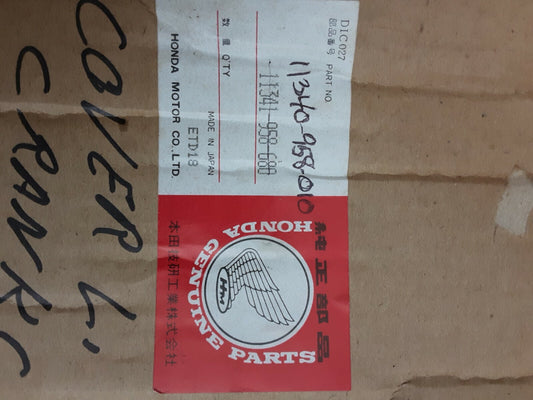 DIC027
部品番号 PART NO.
11340-958-010
11341-958-680
数量 Q'TY
MADE IN JAPAN
ETD18
HONDA MOTOR CO.,LTD.
純正部品
HONDA GENUINE PARTS
本田技研工業株式会社
COVER L.
CRANK